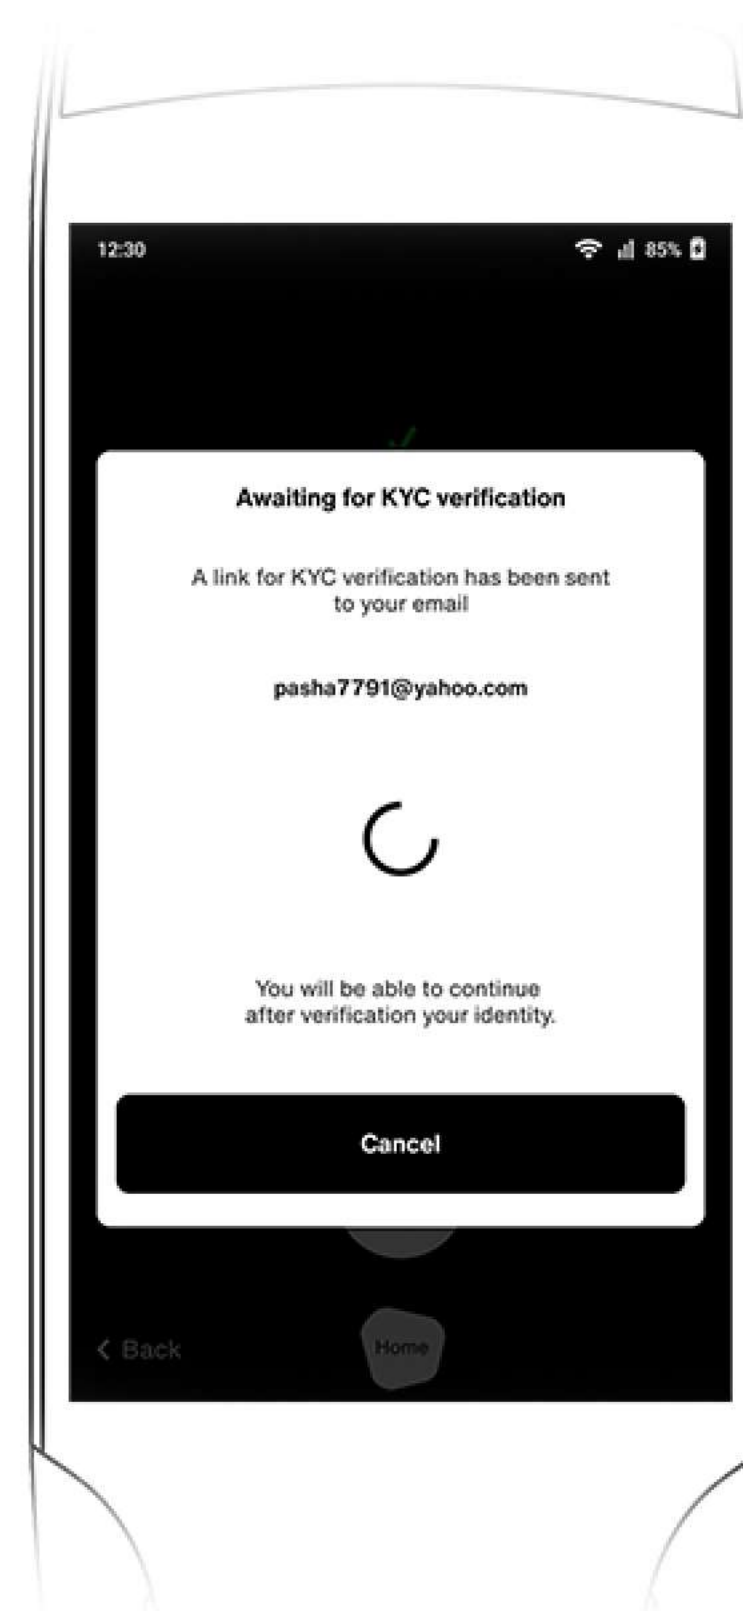 12:30
85%
Awaiting for KYC verification
A link for KYC verification has been sent
to your email
pasha7791@yahoo.com
You will be able to continue
after verification your identity.
Cancel
Back
Home